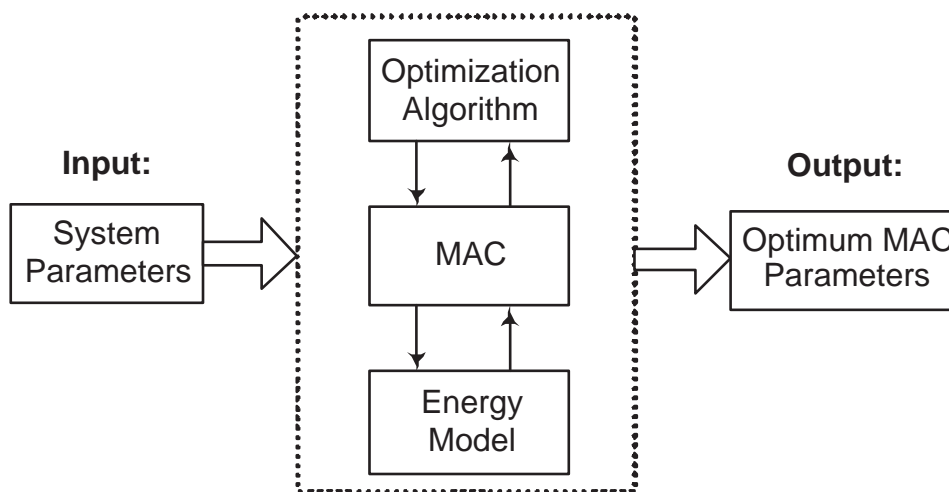 Input:
System
Parameters
Optimization
Algorithm
MAC
Energy
Model
Output:
Optimum MAC
Parameters